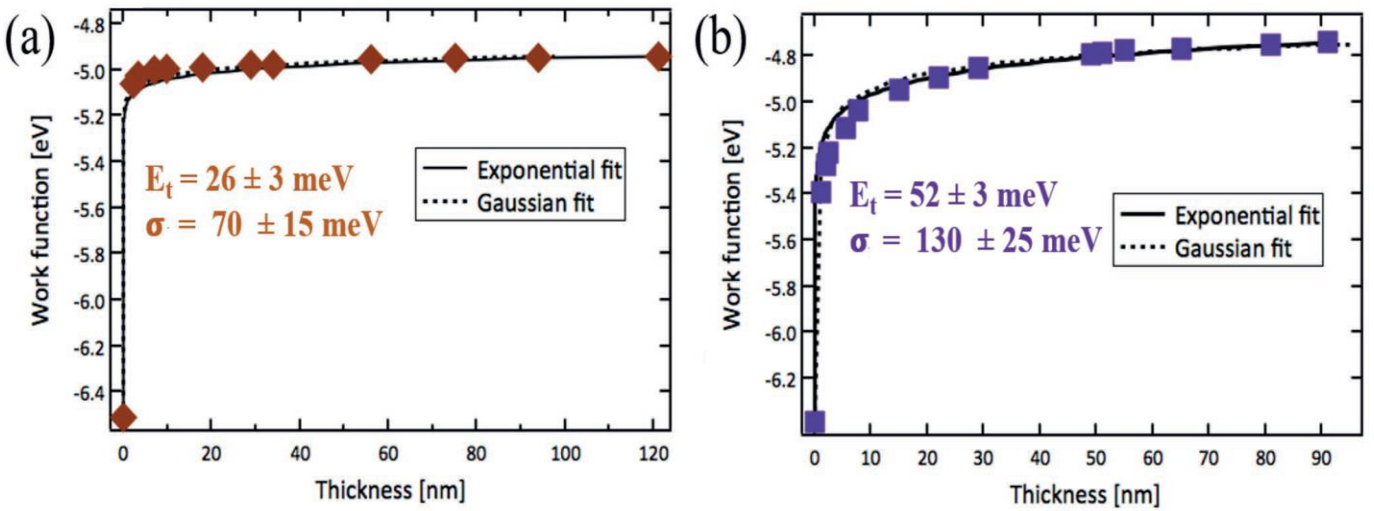 (a)
-4.8
-5.0
-5.2
-5.4
-5.6
-5.8
-6.0
-6.2
-6.4
Work function [eV]
Et = 26 ± 3 meV
σ = 70 ± 15 meV
Exponential fit
Gaussian fit
0 20 40 60 80 100 120
Thickness [nm]
(b)
-4.8
-5.0
-5.2
-5.4
-5.6
-5.8
-6.0
-6.2
Work function [eV]
Et = 52 ± 3 meV
σ = 130 ± 25 meV
Exponential fit
Gaussian fit
0 10 20 30 40 50 60 70 80 90
Thickness [nm]